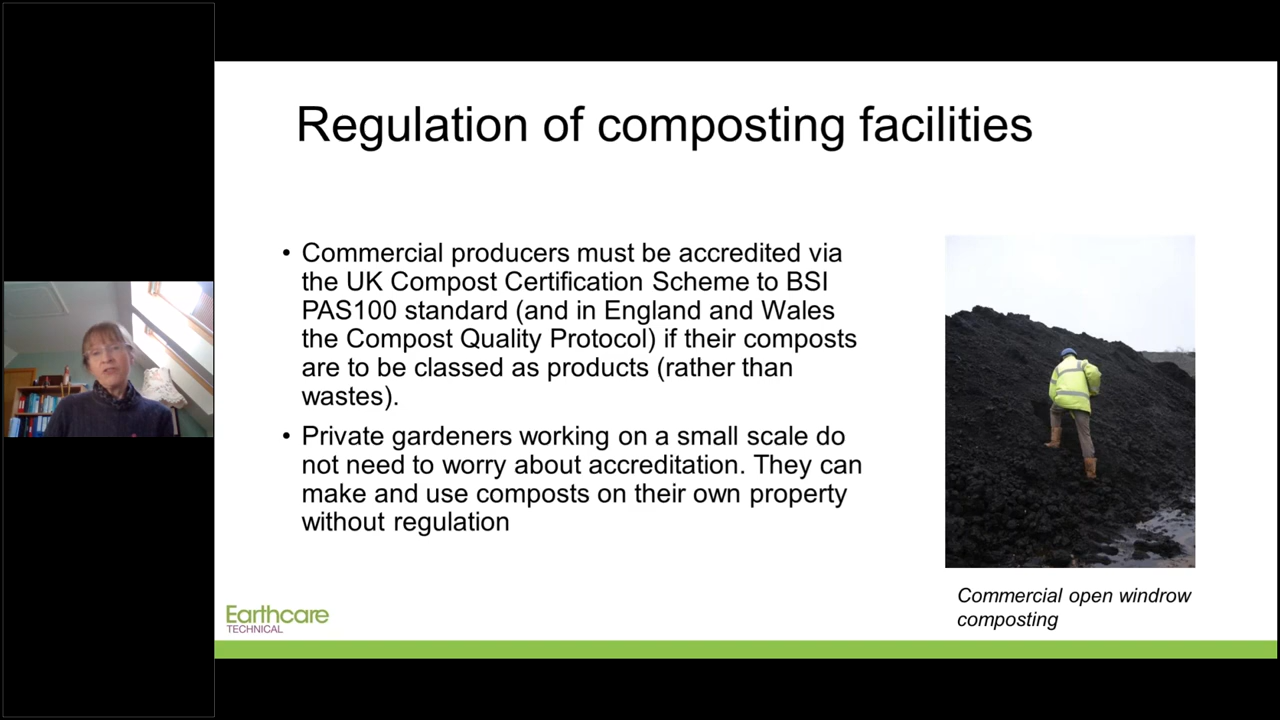 Regulation of composting facilities
• Commercial producers must be accredited via
the UK Compost Certification Scheme to BSI
PAS100 standard (and in England and Wales
the Compost Quality Protocol) if their composts
are to be classed as products (rather than
wastes).
• Private gardeners working on a small scale do
not need to worry about accreditation. They can
make and use composts on their own property
without regulation
Commercial open windrow
composting
Earthcare
TECHNICAL